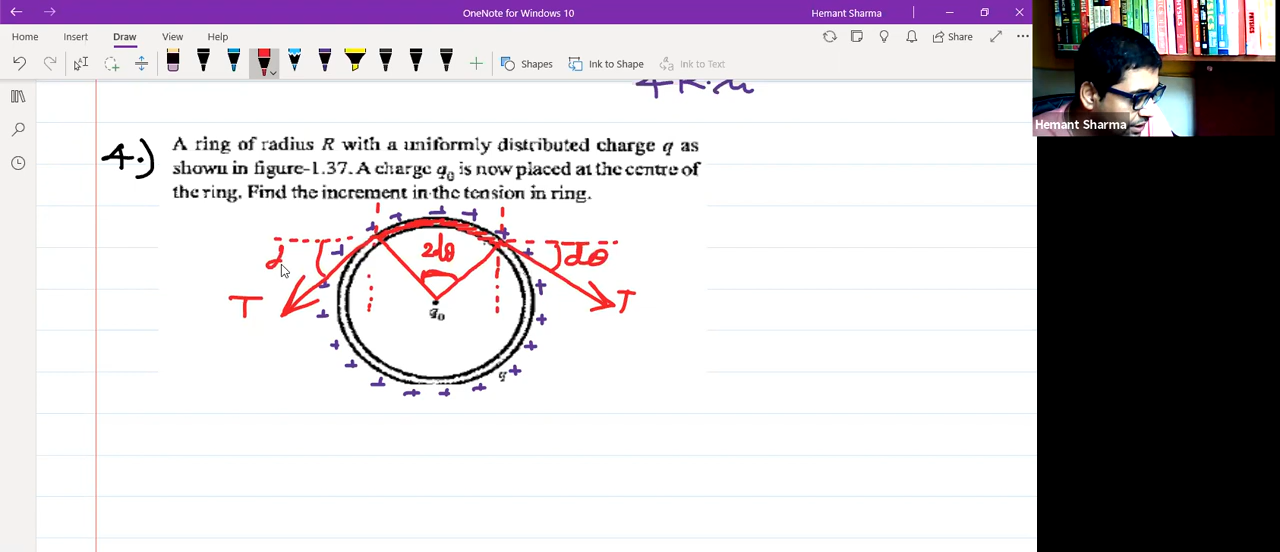 OneNote for Windows 10
Hemant Sharma
Home Insert Draw View Help
Share
Shapes Ink to Shape Ink to Text
4.)
A ring of radius R with a uniformly distributed charge q as
shown in figure-1.37. A charge q₀ is now placed at the centre of
the ring. Find the increment in the tension in ring.
2dθ
d
dθ
T
T
q₀
q
Hemant Sharma
PHYSICS